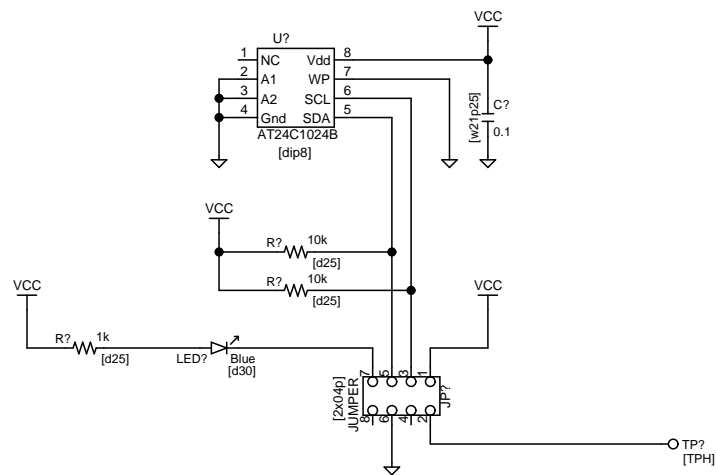 VCC
U?
1 NC Vdd 8
2 A1 WP 7
3 A2 SCL 6
4 Gnd SDA 5
AT24C1024B
[dip8]
[w21p25]
C?
0.1
VCC
R? 10k
[d25]
R? 10k
[d25]
VCC
VCC
R? 1k
[d25]
LED? Blue
[d30]
[2x04p]
JUMPER
7 5 3 1
8 6 4 2
JP?
TP?
[TPH]